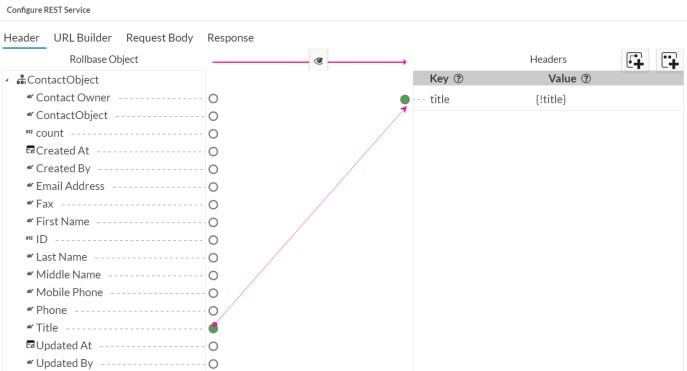 Configure REST Service
Header URL Builder Request Body Response
Rollbase Object Headers
ContactObject Key Value
Contact Owner title {!title}
ContactObject
count
Created At
Created By
Email Address
Fax
First Name
ID
Last Name
Middle Name
Mobile Phone
Phone
Title
Updated At
Updated By